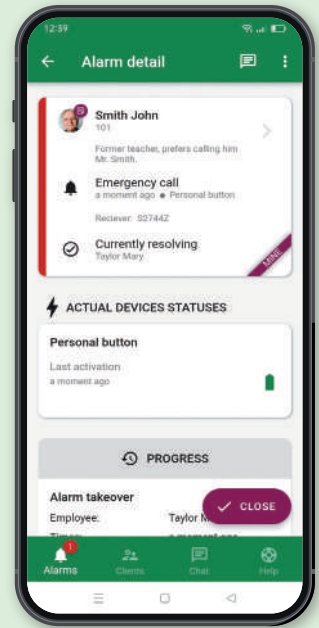 12:39
Alarm detail
Smith John
101
Former teacher, prefers calling him
Mr. Smith.
Emergency call
a moment ago ● Personal button
Reciever: S2744Z
Currently resolving
Taylor Mary
MINE
ACTUAL DEVICES STATUSES
Personal button
Last activation
a moment ago
PROGRESS
Alarm takeover
Employee: Taylor
CLOSE
1
Alarms Clients Chat Help